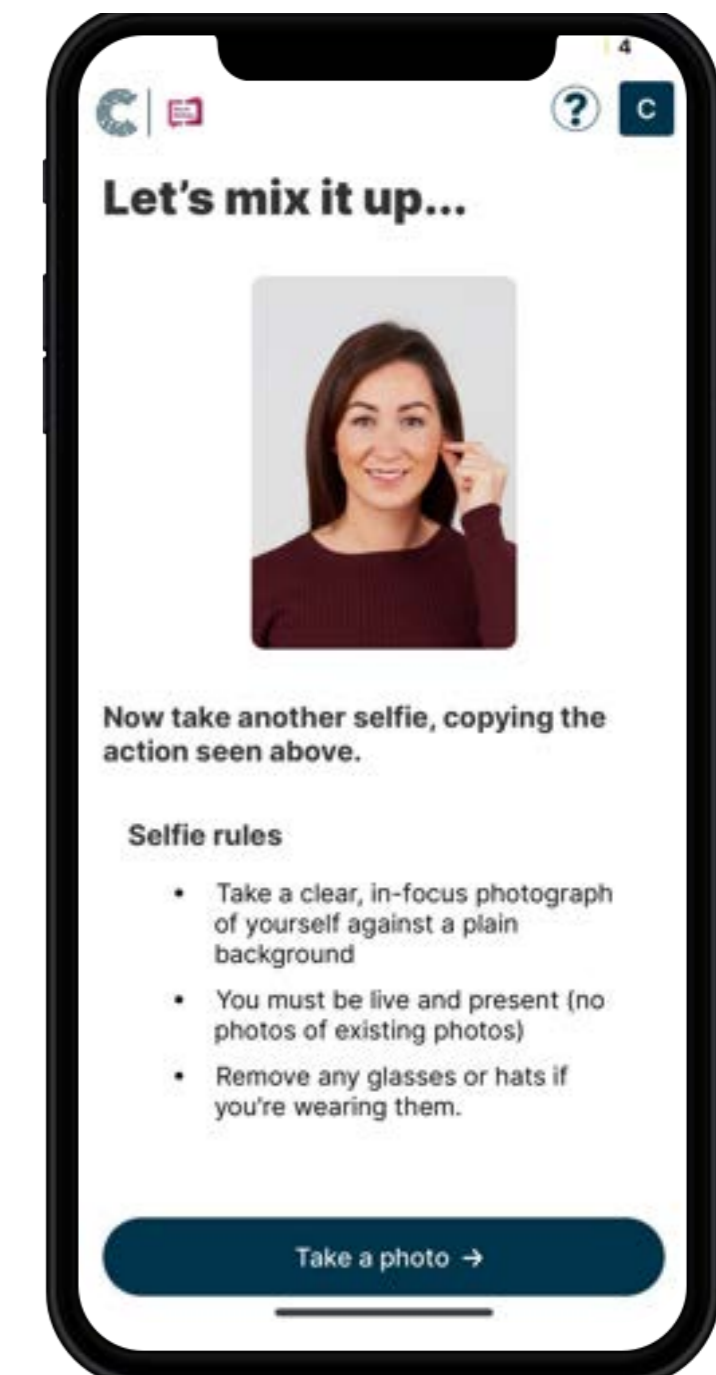 4
?
C
Let's mix it up...
Now take another selfie, copying the
action seen above.
Selfie rules
• Take a clear, in-focus photograph
of yourself against a plain
background
• You must be live and present (no
photos of existing photos)
• Remove any glasses or hats if
you're wearing them.
Take a photo →